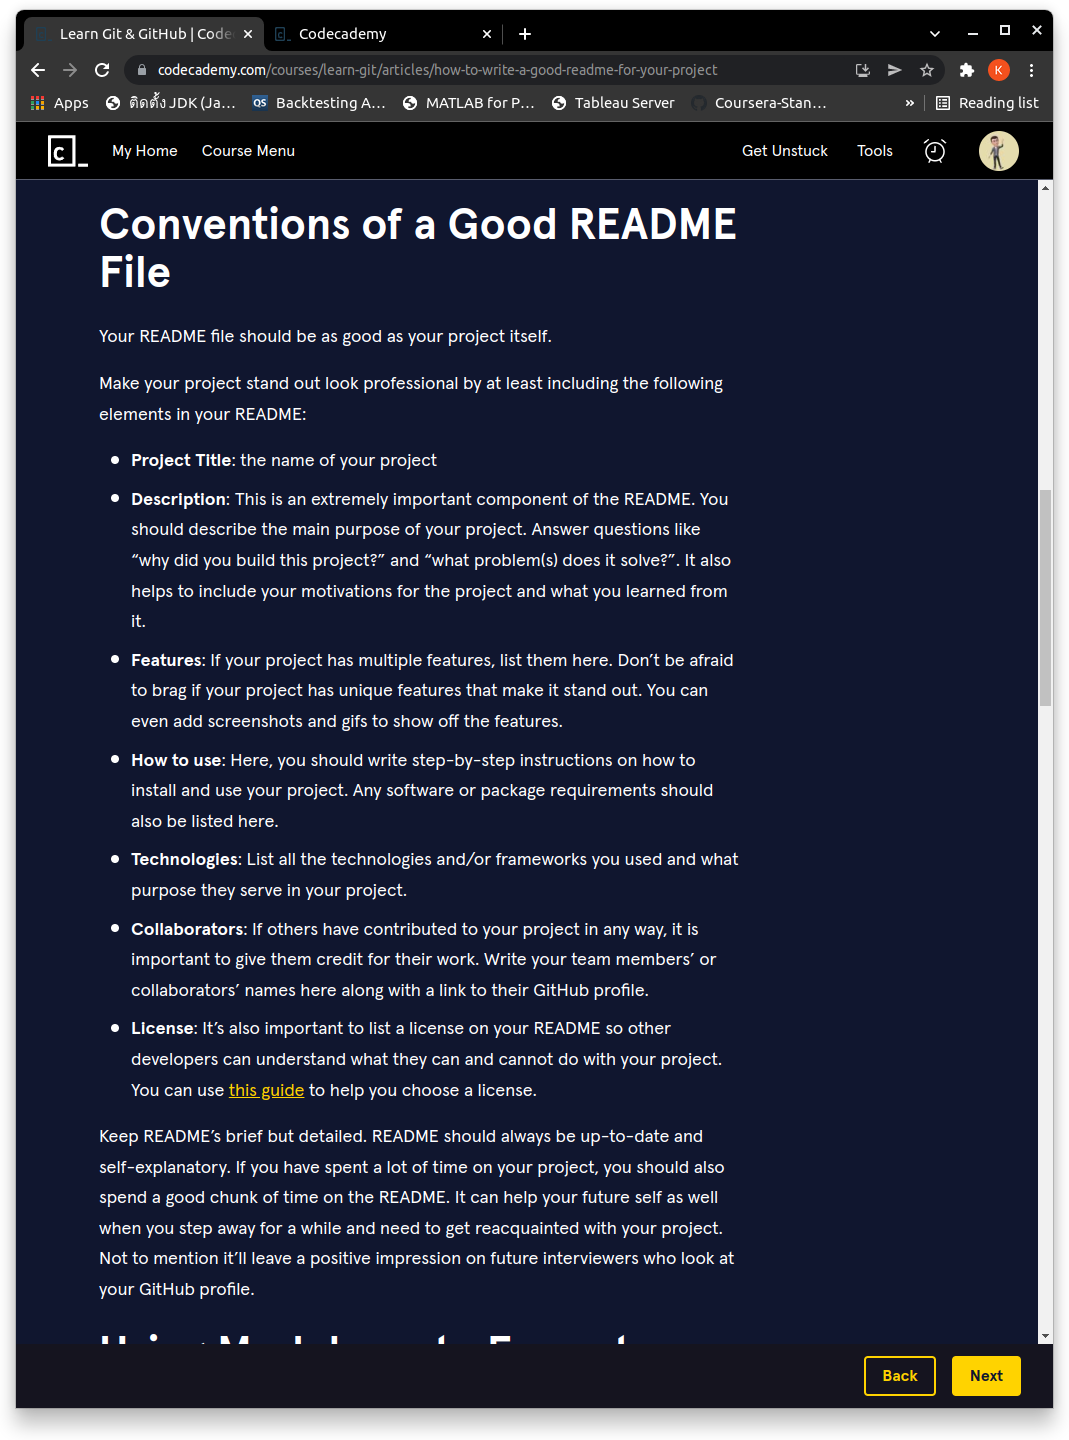 Learn Git & GitHub | Code
Codecademy
codecademy.com/courses/learn-git/articles/how-to-write-a-good-readme-for-your-project
K
Apps
ติดตั้ง JDK (Ja...
QS
Backtesting A...
MATLAB for P...
Tableau Server
Coursera-Stan...
»
Reading list
c_
My Home
Course Menu
Get Unstuck
Tools
Conventions of a Good README
File
Your README file should be as good as your project itself.
Make your project stand out look professional by at least including the following
elements in your README:
• Project Title: the name of your project
• Description: This is an extremely important component of the README. You
should describe the main purpose of your project. Answer questions like
“why did you build this project?” and “what problem(s) does it solve?”. It also
helps to include your motivations for the project and what you learned from
it.
• Features: If your project has multiple features, list them here. Don’t be afraid
to brag if your project has unique features that make it stand out. You can
even add screenshots and gifs to show off the features.
• How to use: Here, you should write step-by-step instructions on how to
install and use your project. Any software or package requirements should
also be listed here.
• Technologies: List all the technologies and/or frameworks you used and what
purpose they serve in your project.
• Collaborators: If others have contributed to your project in any way, it is
important to give them credit for their work. Write your team members’ or
collaborators’ names here along with a link to their GitHub profile.
• License: It’s also important to list a license on your README so other
developers can understand what they can and cannot do with your project.
You can use this guide to help you choose a license.
Keep README’s brief but detailed. README should always be up-to-date and
self-explanatory. If you have spent a lot of time on your project, you should also
spend a good chunk of time on the README. It can help your future self as well
when you step away for a while and need to get reacquainted with your project.
Not to mention it’ll leave a positive impression on future interviewers who look at
your GitHub profile.
Back
Next